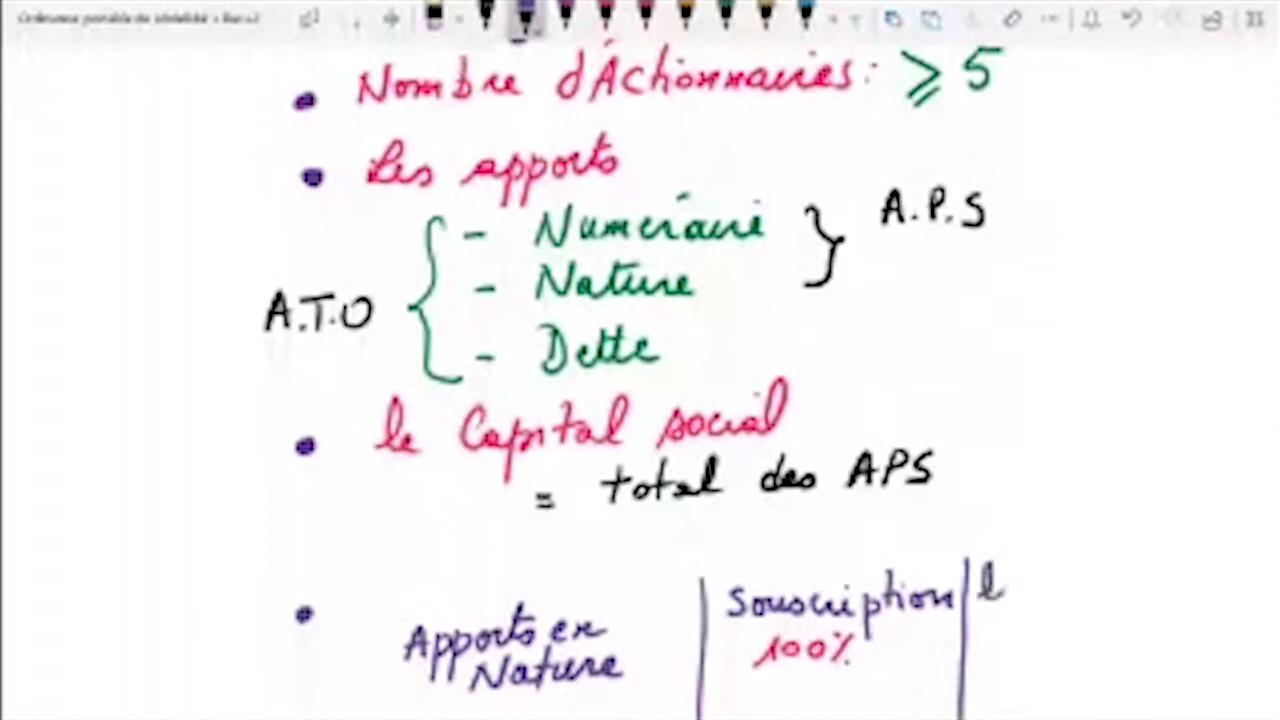 • Nombre d'Actionnaires : ⩾ 5
• Les apports
- Numéraire
A.P.S
- Nature
A.T.O
- Dette
• le Capital social
= total des APS
• Apports en Nature
Souscription
100%
l